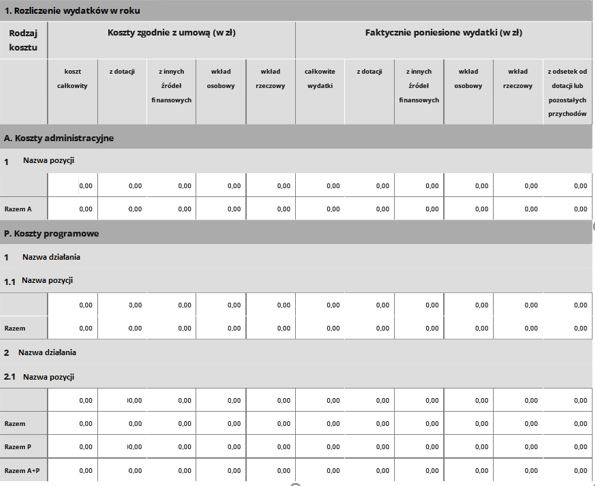 1. Rozliczenie wydatków w roku
Rodzaj kosztu Koszty zgodnie z umową (w zł) Faktycznie poniesione wydatki (w zł)
koszt całkowity z dotacji z innych źródeł finansowych wkład osobowy wkład rzeczowy całkowite wydatki z dotacji z innych źródeł finansowych wkład osobowy wkład rzeczowy z odsetek od dotacji lub pozostałych przychodów
A. Koszty administracyjne
1 Nazwa pozycji
0,00 0,00 0,00 0,00 0,00 0,00 0,00 0,00 0,00 0,00 0,00
Razem A 0,00 0,00 0,00 0,00 0,00 0,00 0,00 0,00 0,00 0,00 0,00
P. Koszty programowe
1 Nazwa działania
1.1 Nazwa pozycji
0,00 0,00 0,00 0,00 0,00 0,00 0,00 0,00 0,00 0,00 0,00
Razem 0,00 0,00 0,00 0,00 0,00 0,00 0,00 0,00 0,00 0,00 0,00
2 Nazwa działania
2.1 Nazwa pozycji
0,00 0,00 0,00 0,00 0,00 0,00 0,00 0,00 0,00 0,00 0,00
Razem 0,00 0,00 0,00 0,00 0,00 0,00 0,00 0,00 0,00 0,00 0,00
Razem P 0,00 0,00 0,00 0,00 0,00 0,00 0,00 0,00 0,00 0,00 0,00
Razem A+P 0,00 0,00 0,00 0,00 0,00 0,00 0,00 0,00 0,00 0,00 0,00